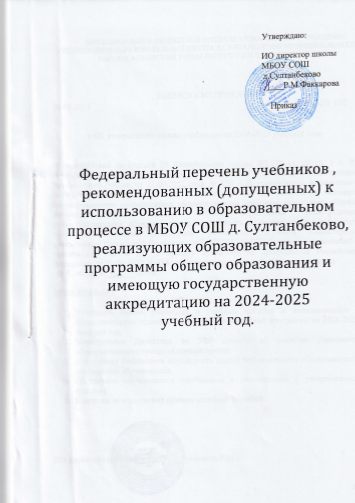 Утверждаю:
ИО директор школы
МБОУ СОШ
д.Султанбеково
Р.М.Факкарова
Приказ
Федеральный перечень учебников ,
рекомендованных (допущенных) к
использованию в образовательном
процессе в МБОУ СОШ д. Султанбеково,
реализующих образовательные
программы общего образования и
имеющую государственную
аккредитацию на 2024-2025
учебный год.